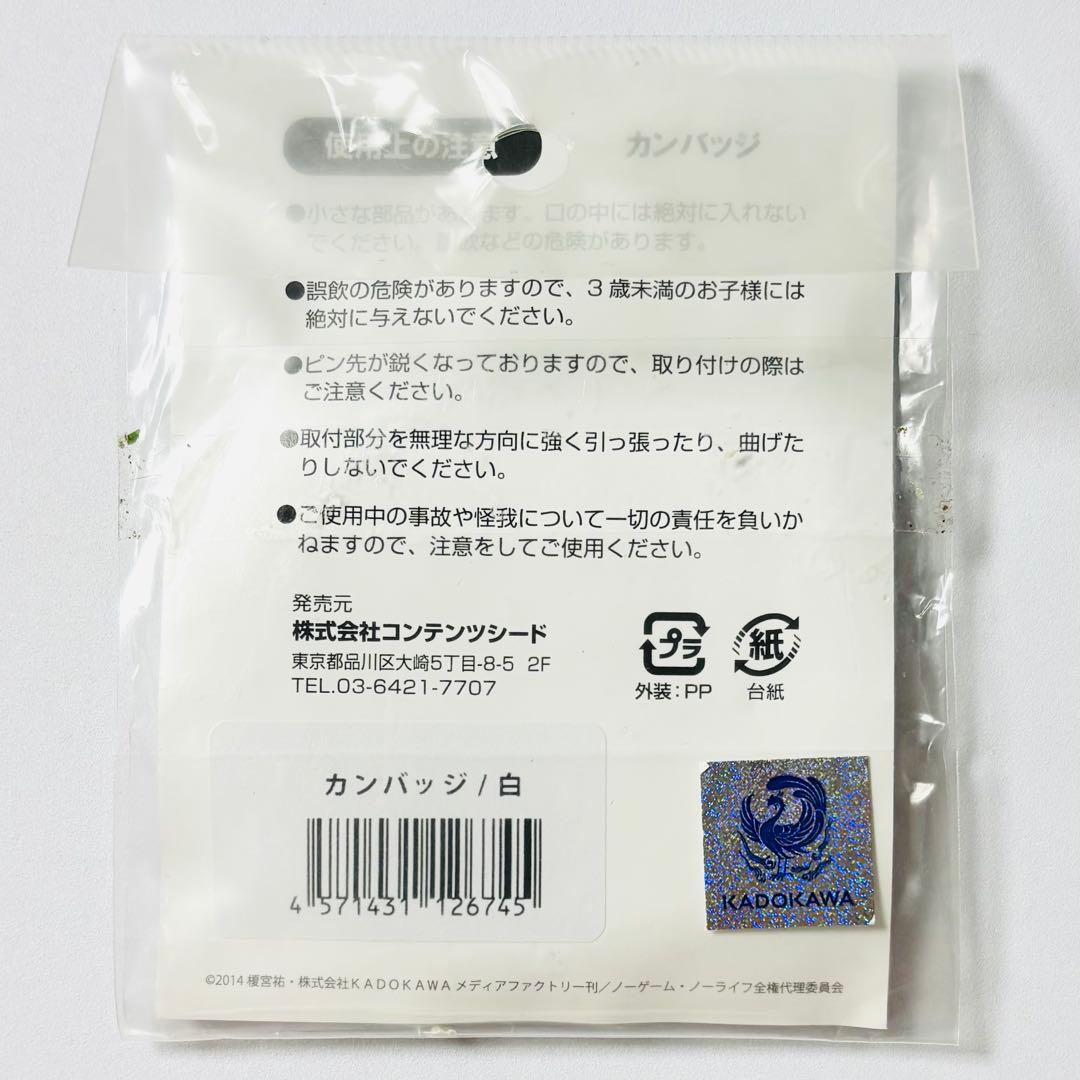 使用上の注意 カンバッジ
●小さな部品があります。口の中には絶対に入れない
でください。誤飲などの危険があります。
●誤飲の危険がありますので、3 歳未満のお子様には
絶対に与えないでください。
●ピン先が鋭くなっておりますので、取り付けの際は
ご注意ください。
●取付部分を無理な方向に強く引っ張ったり、曲げた
りしないでください。
●ご使用中の事故や怪我について一切の責任を負いか
ねますので、注意をしてご使用ください。
発売元
株式会社コンテンツシード
東京都品川区大崎5丁目-8-5 2F
TEL.03-6421-7707
プラ
外装：PP
紙
台紙
カンバッジ / 白
4 571431 126745
KADOKAWA
©2014 榎宮祐・株式会社KADOKAWA メディアファクトリー刊／ノーゲーム・ノーライフ全権代理委員会